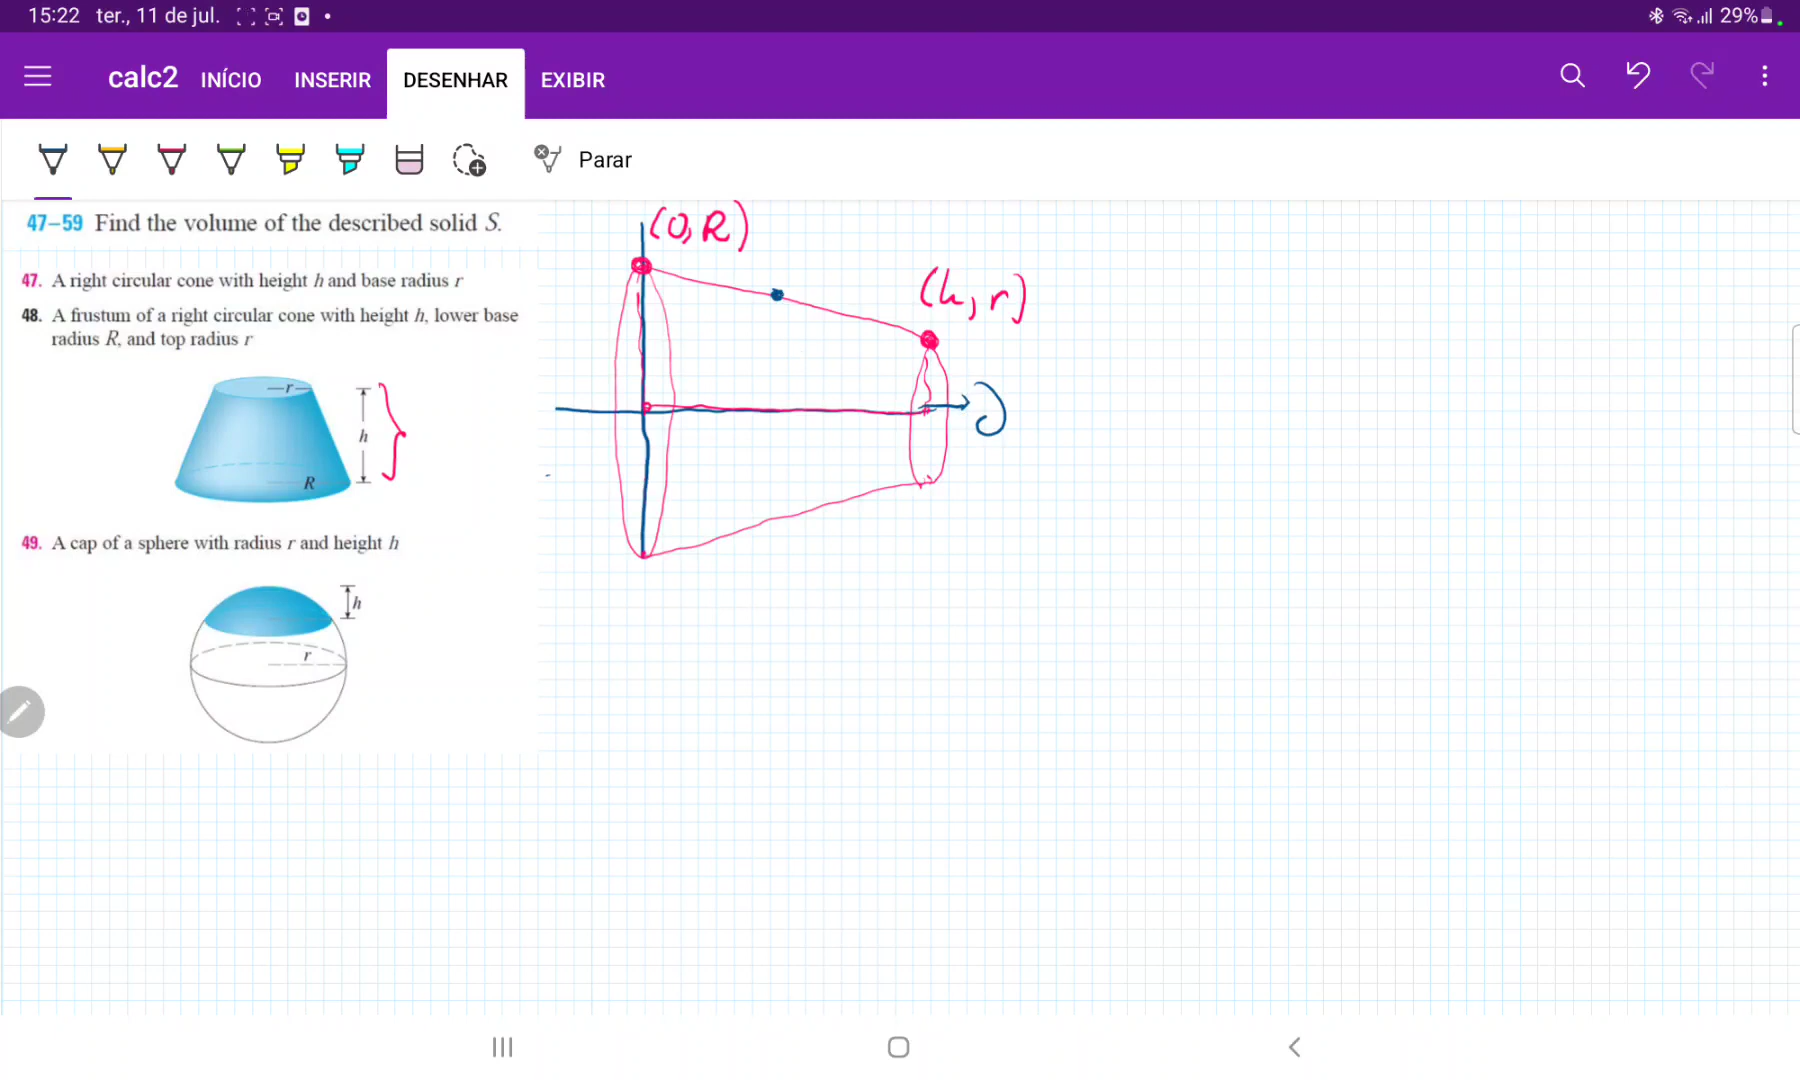 15:22 ter., 11 de jul.
29%
calc2 INÍCIO INSERIR DESENHAR EXIBIR
Parar
47–59 Find the volume of the described solid S.
47. A right circular cone with height h and base radius r
48. A frustum of a right circular cone with height h, lower base
radius R, and top radius r
r
h
R
49. A cap of a sphere with radius r and height h
h
r
(0,R)
(h,r)